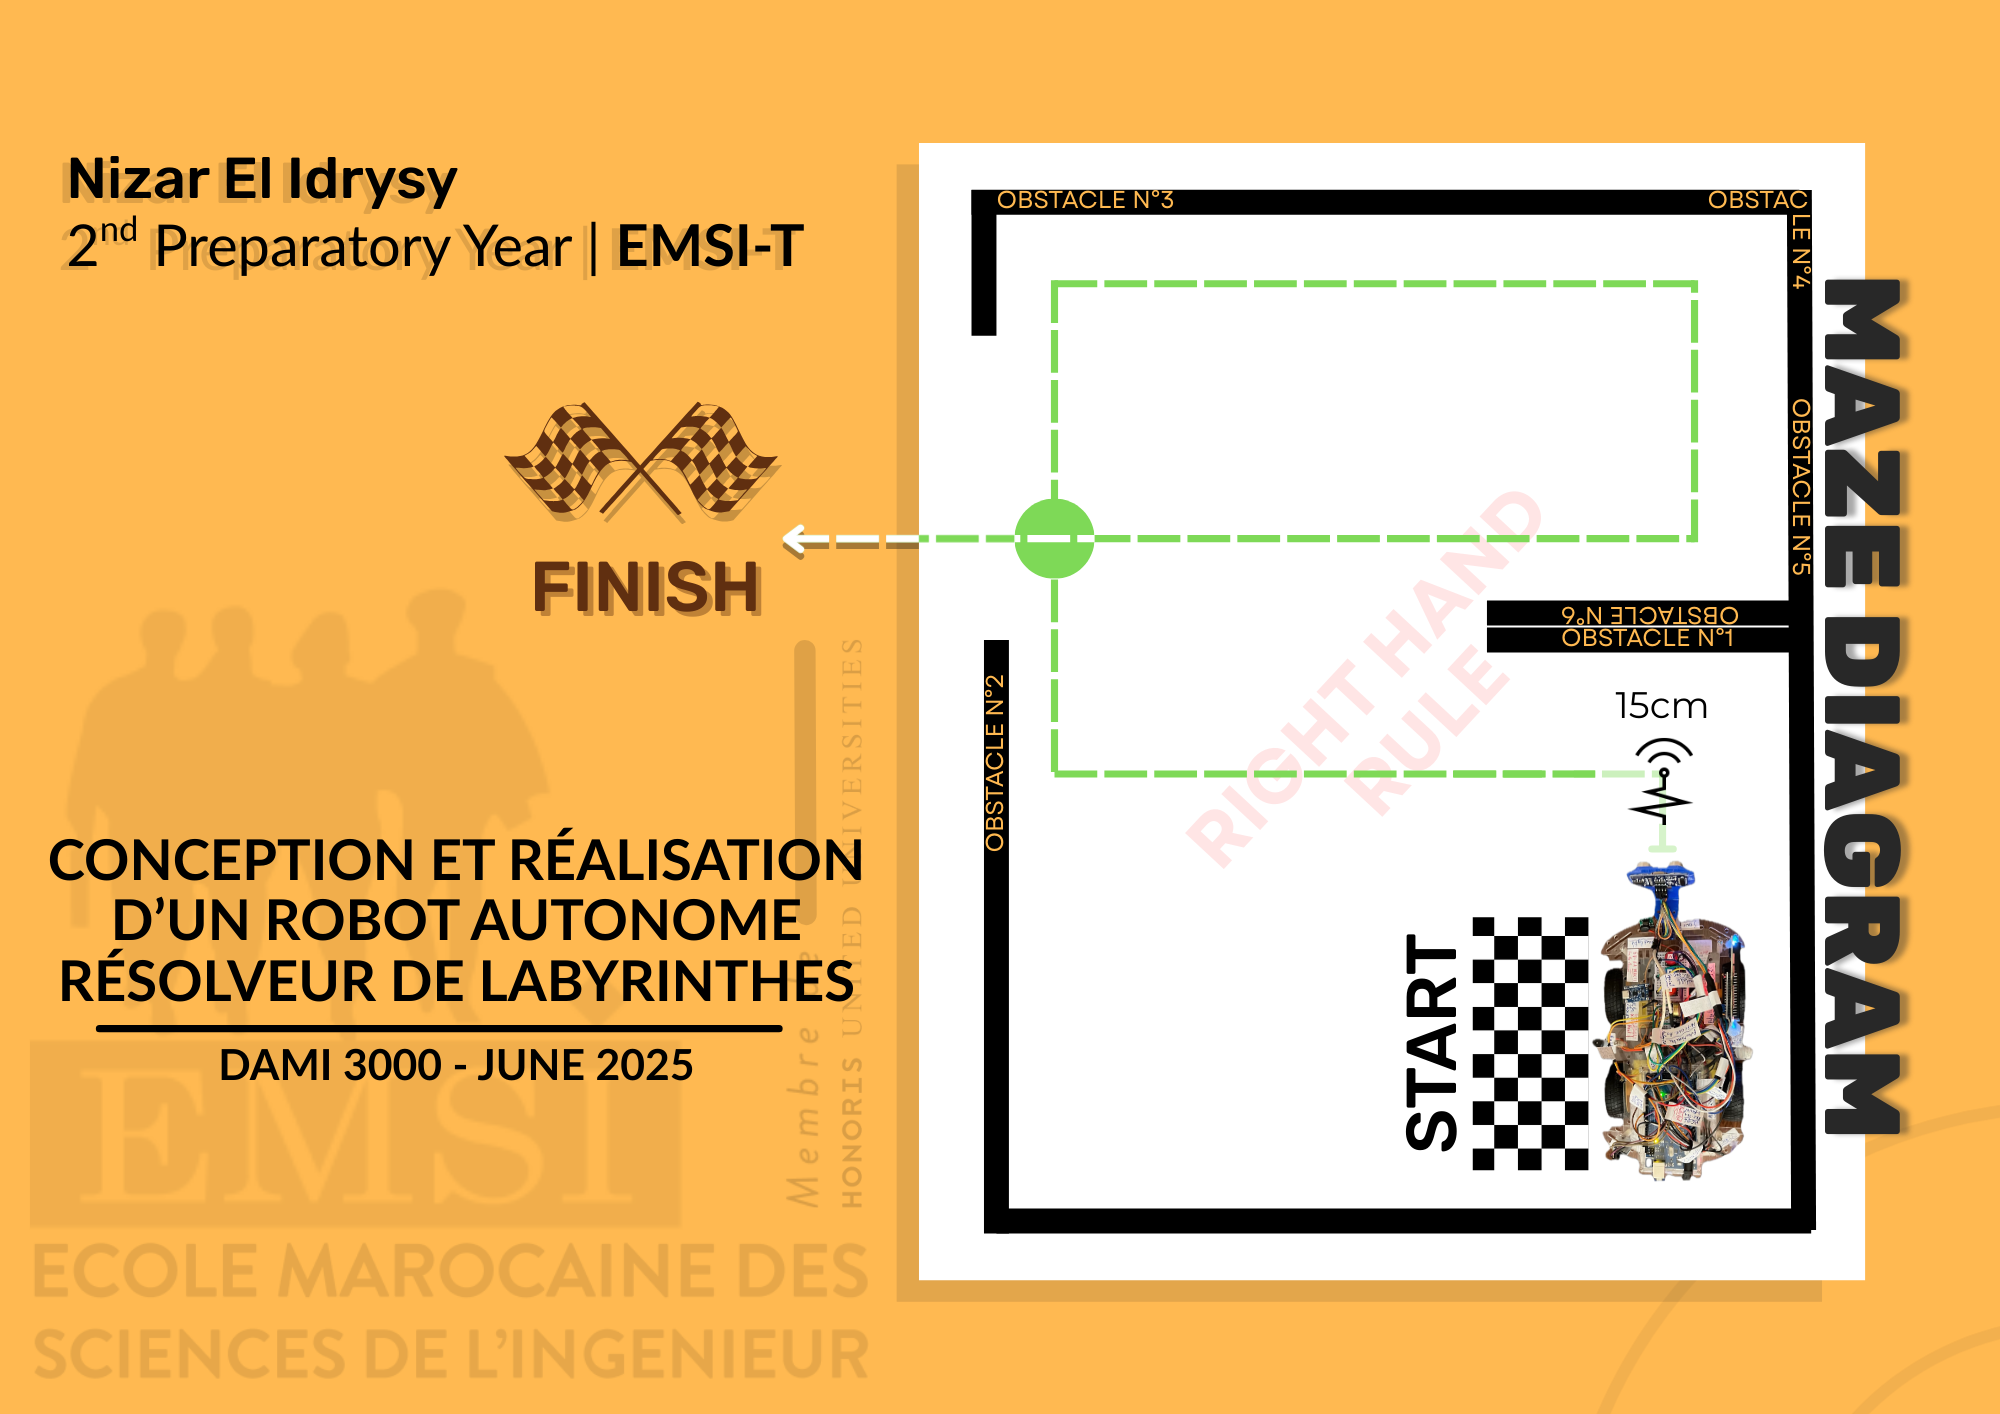 Nizar El Idrysy
2nd Preparatory Year | EMSI-T
FINISH
CONCEPTION ET RÉALISATION
D’UN ROBOT AUTONOME
RÉSOLVEUR DE LABYRINTHES
DAMI 3000 - JUNE 2025
EMSI
ECOLE MAROCAINE DES
SCIENCES DE L’INGENIEUR
Membre de
HONORIS UNITED UNIVERSITIES
OBSTACLE N°3
OBSTACLE N°4
OBSTACLE N°5
OBSTACLE N°6
OBSTACLE N°1
OBSTACLE N°2
15cm
RIGHT HAND
RULE
START
MAZE DIAGRAM